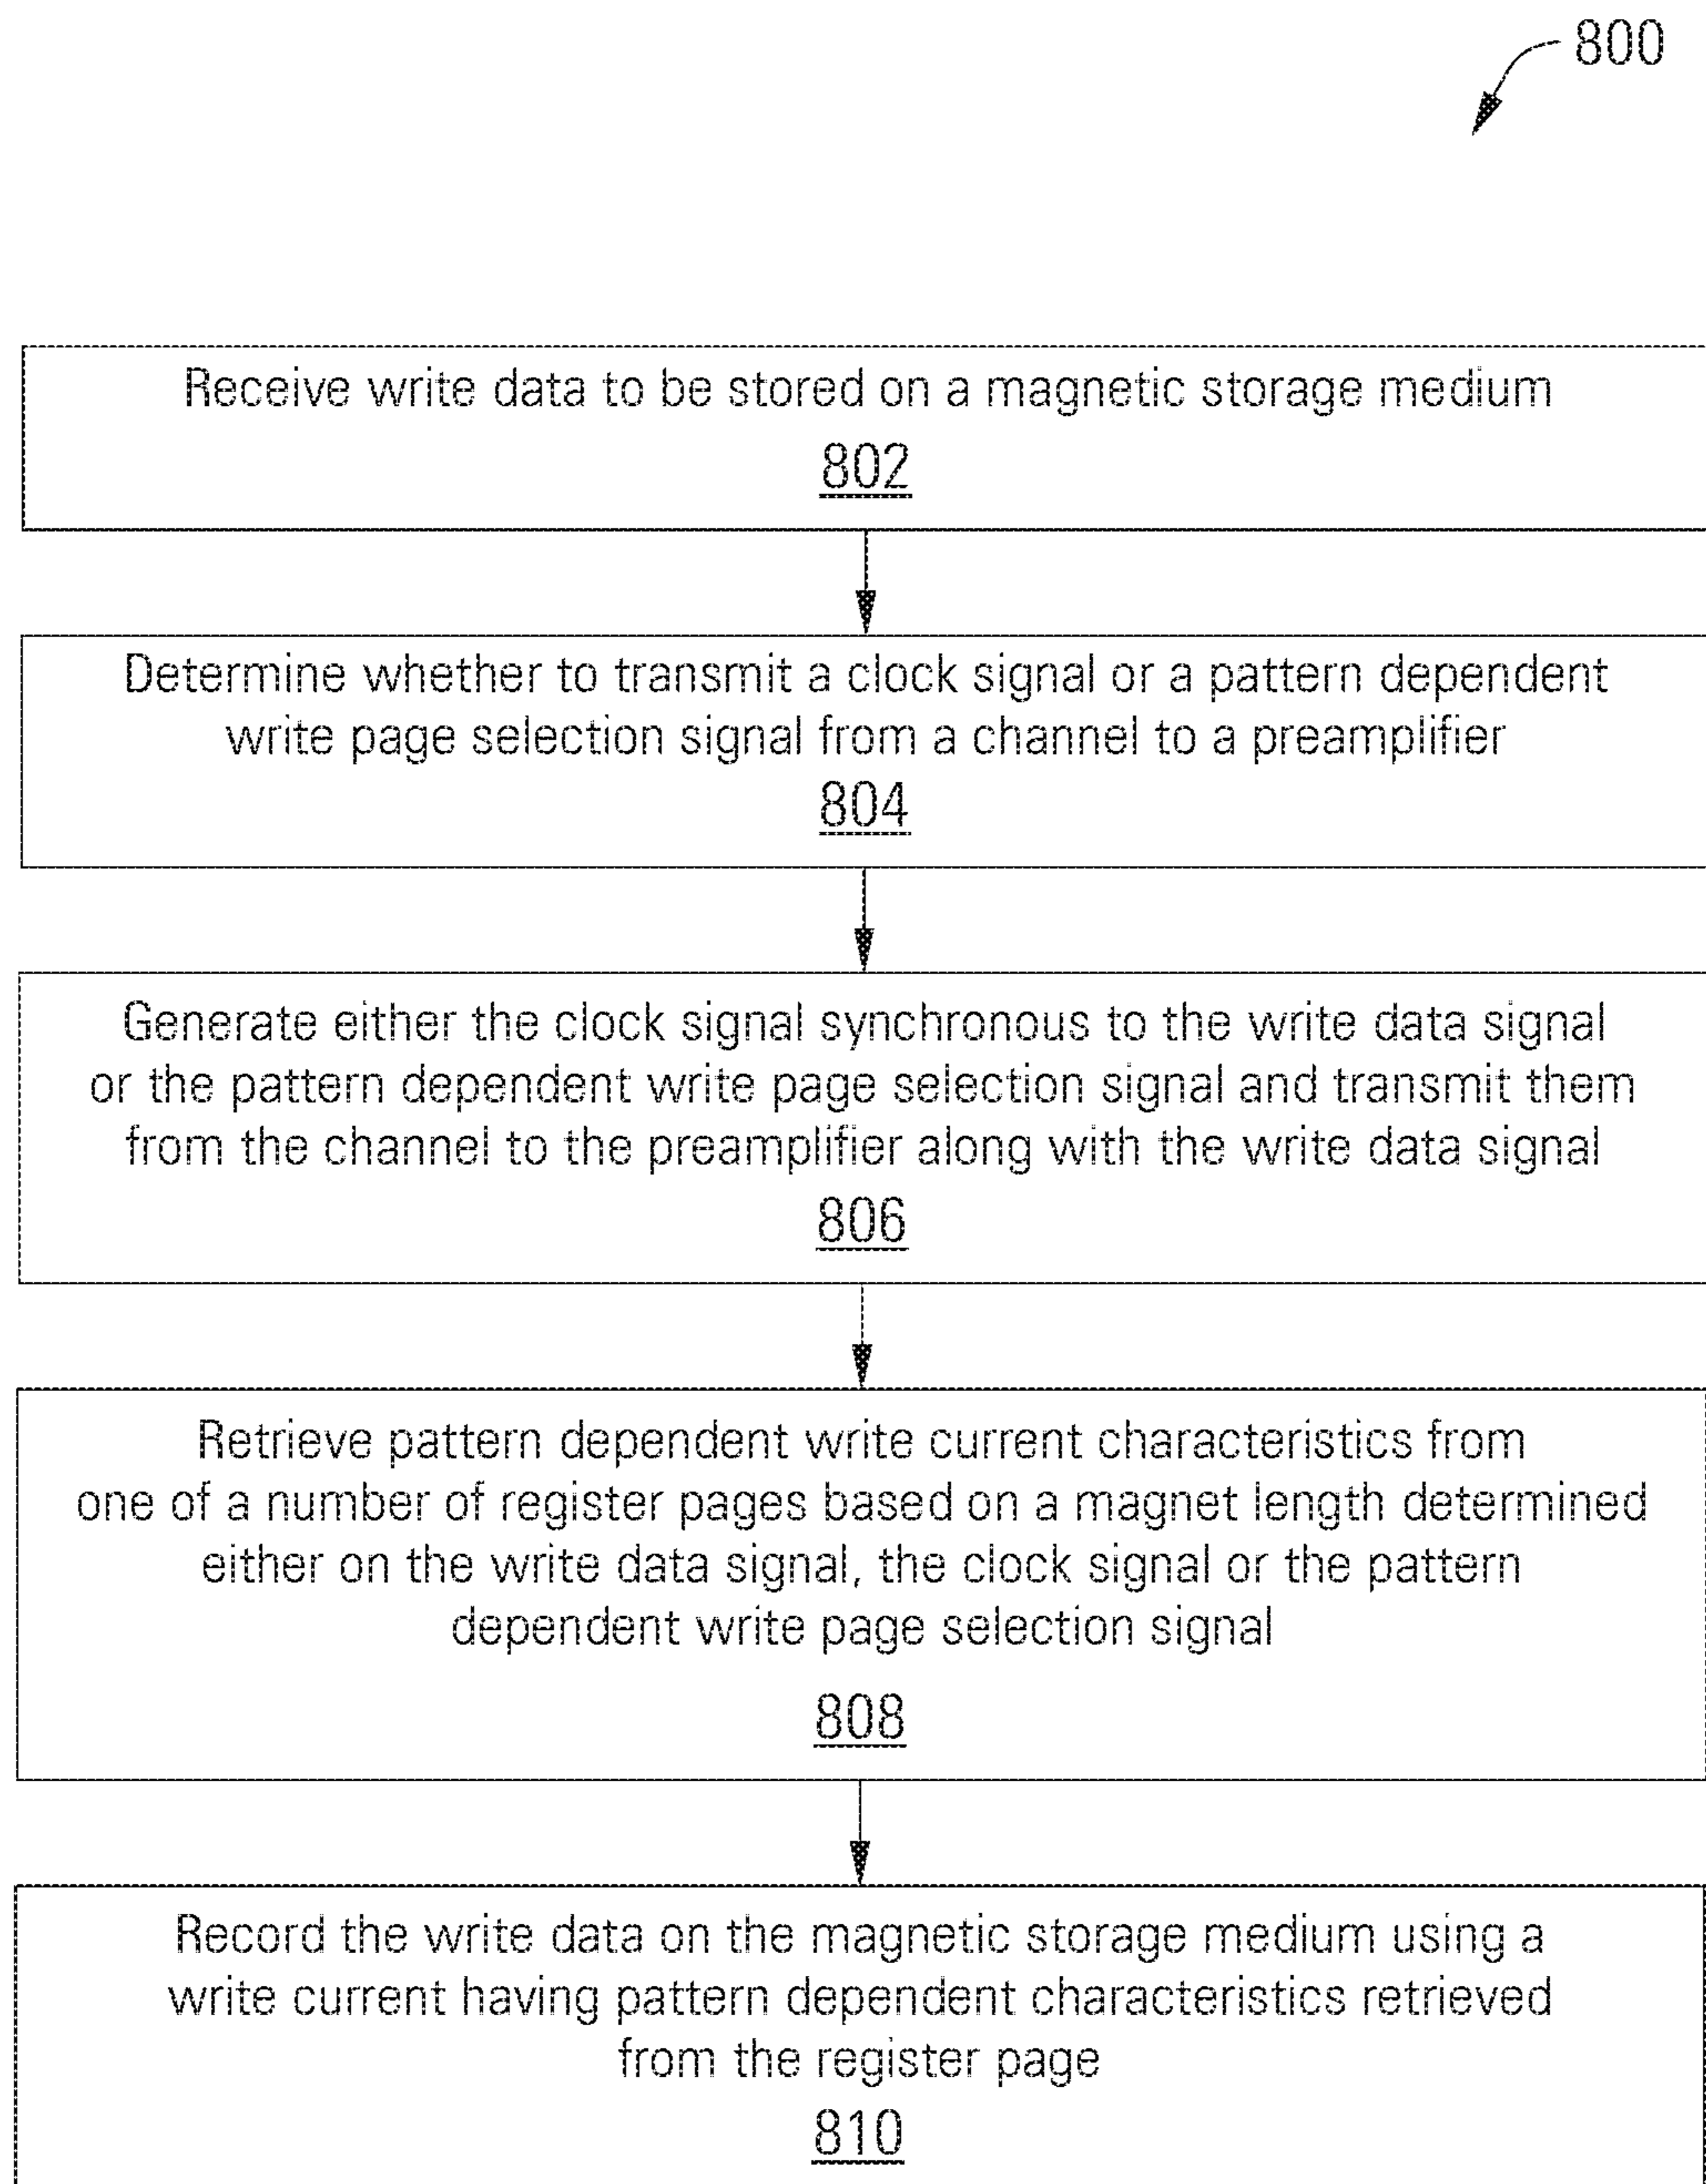 800
Receive write data to be stored on a magnetic storage medium
802
Determine whether to transmit a clock signal or a pattern dependent
write page selection signal from a channel to a preamplifier
804
Generate either the clock signal synchronous to the write data signal
or the pattern dependent write page selection signal and transmit them
from the channel to the preamplifier along with the write data signal
806
Retrieve pattern dependent write current characteristics from
one of a number of register pages based on a magnet length determined
either on the write data signal, the clock signal or the pattern
dependent write page selection signal
808
Record the write data on the magnetic storage medium using a
write current having pattern dependent characteristics retrieved
from the register page
810